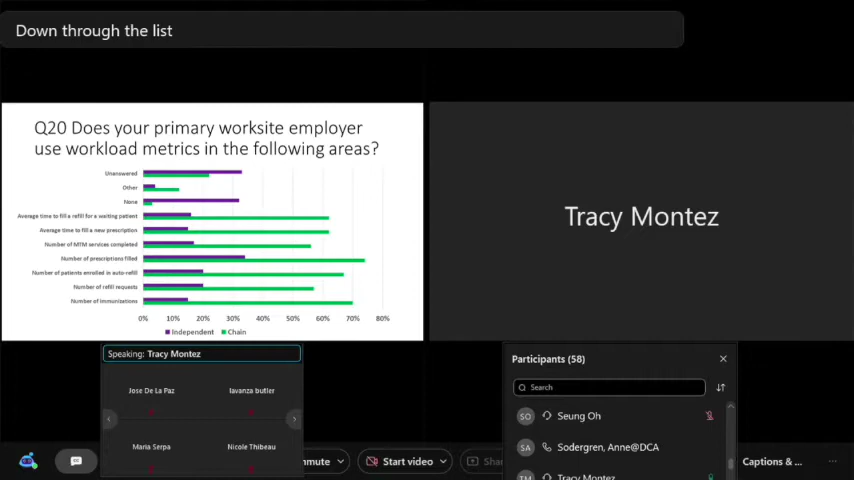 Down through the list
Q20 Does your primary worksite employer
use workload metrics in the following areas?
Unanswered
Other
None
Average time to fill a refill for a waiting patient
Average time to fill a new prescription
Number of MTM services completed
Number of prescriptions filled
Number of patients enrolled in auto-refill
Number of refill requests
Number of immunizations
0% 10% 20% 30% 40% 50% 60% 70% 80%
Independent Chain
Tracy Montez
Speaking: Tracy Montez
Jose De La Paz
lavanza butler
Maria Serpa
Nicole Thibeau
Participants (58)
Search
SO Seung Oh
SA Sodergren, Anne@DCA
TM Tracy Montez
mute
Start video
Shar
Captions & ...